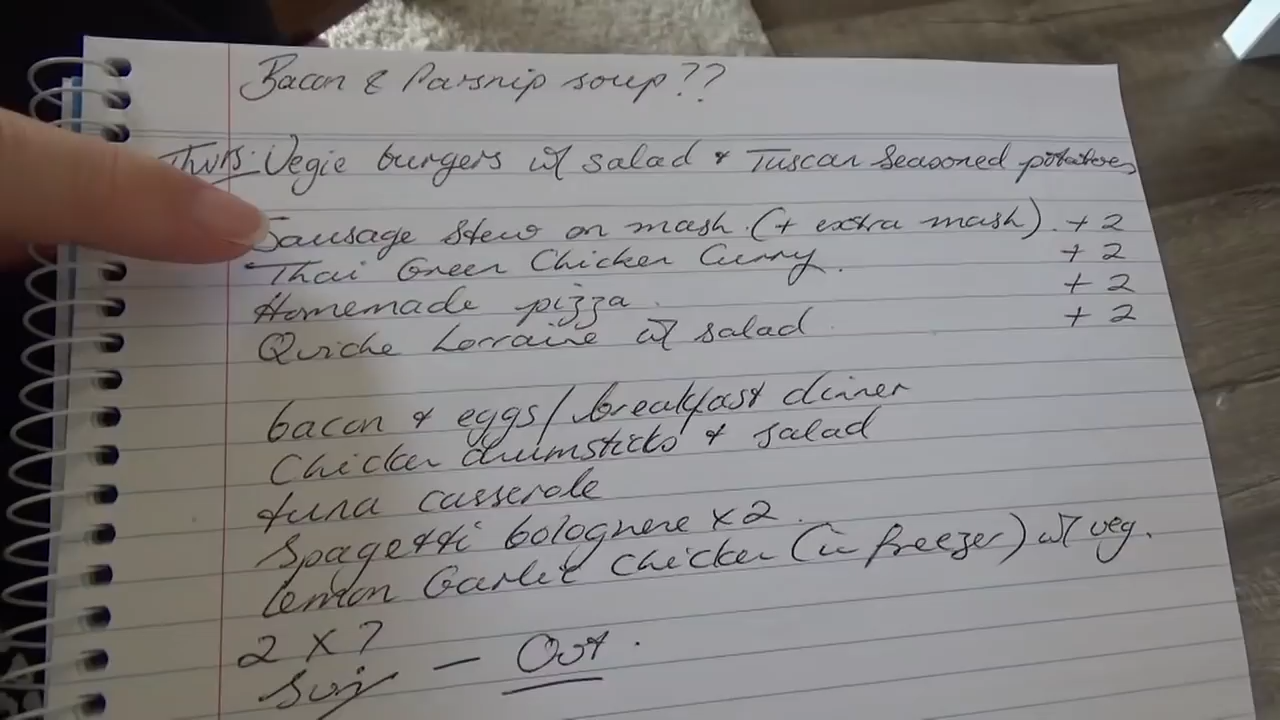 Bacon & Parsnip soup??
Thurs: Vegie burgers w/ salad & Tuscan Seasoned potatoes
Sausage stew on mash (+ extra mash). +2
Thai Green Chicken Curry. +2
Homemade pizza. +2
Quiche Lorraine w/ salad. +2
bacon & eggs/breakfast dinner
Chicken drumsticks & salad
tuna casserole
Spagetti bolognere x 2.
Lemon Garlic Chicken (in freezer) w/ veg.
2 x ?
— Out.